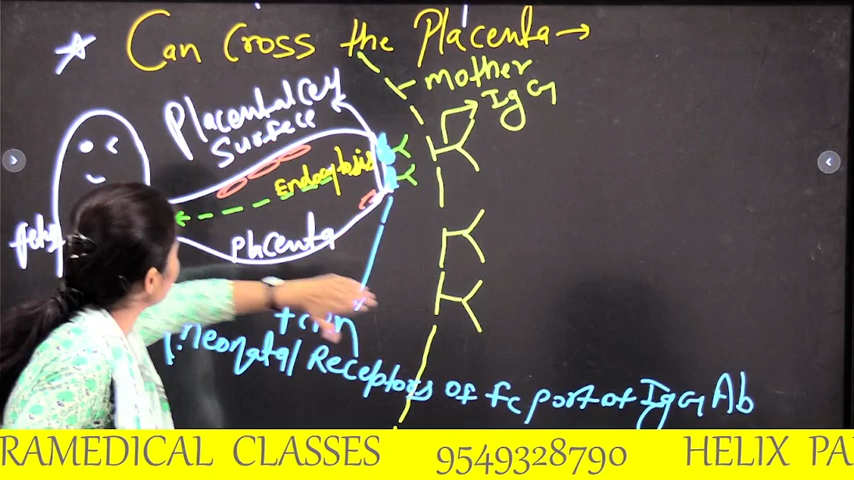 Can Cross the Placenta →
mother
IgG
Placental Cell
Surface
Endocytosis
Placenta
fetus
FCRN
(Neonatal Receptors of fc port of IgG Ab
RAMEDICAL CLASSES 9549328790 HELIX PA